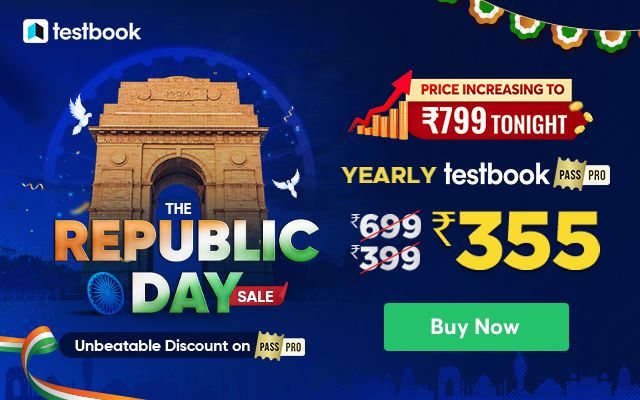 testbook
INDIA
THE
REPUBLIC
DAY SALE
Unbeatable Discount on PASS PRO
PRICE INCREASING TO
₹799 TONIGHT
YEARLY testbook PASS PRO
₹699
₹399
₹355
Buy Now